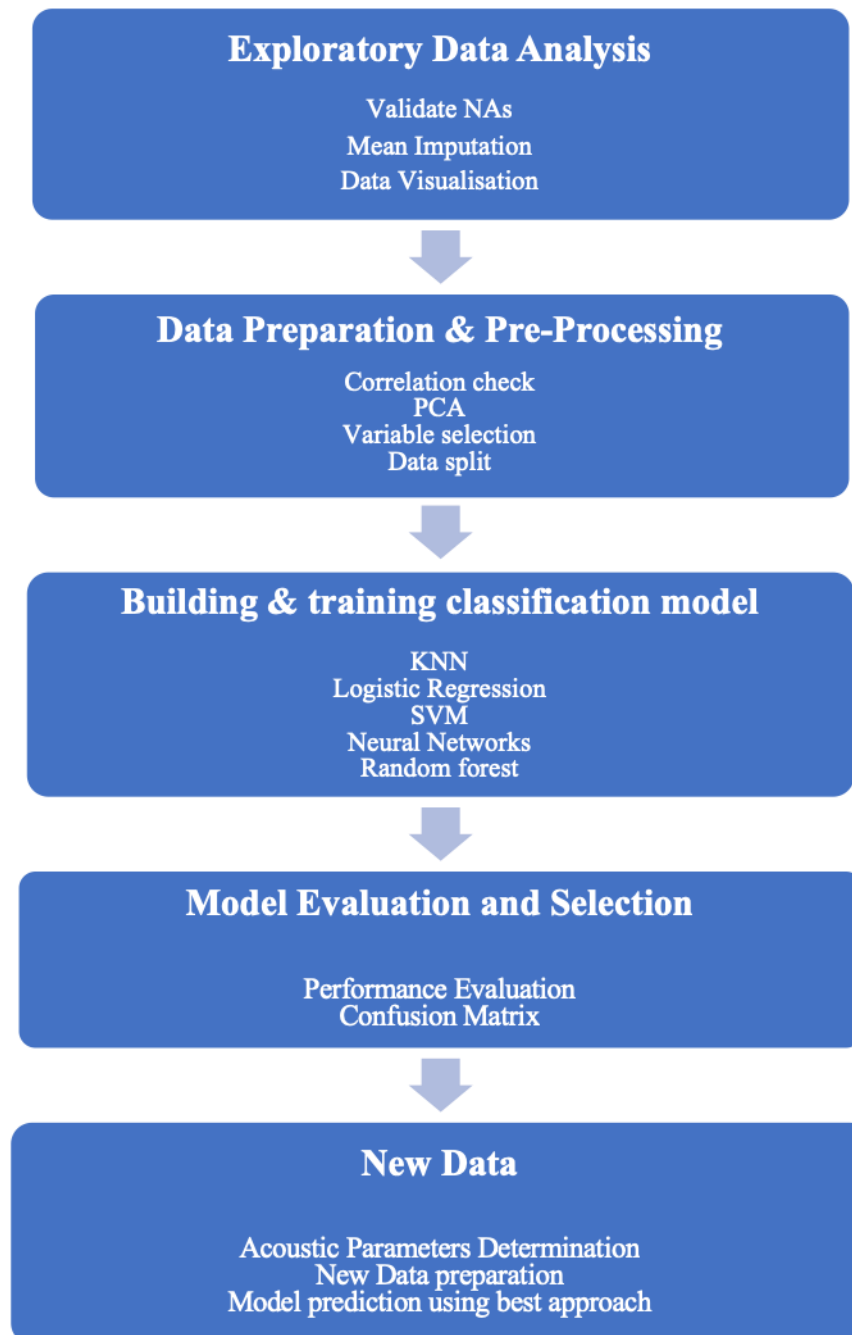 Exploratory Data Analysis
Validate NAs
Mean Imputation
Data Visualisation
Data Preparation & Pre-Processing
Correlation check
PCA
Variable selection
Data split
Building & training classification model
KNN
Logistic Regression
SVM
Neural Networks
Random forest
Model Evaluation and Selection
Performance Evaluation
Confusion Matrix
New Data
Acoustic Parameters Determination
New Data preparation
Model prediction using best approach